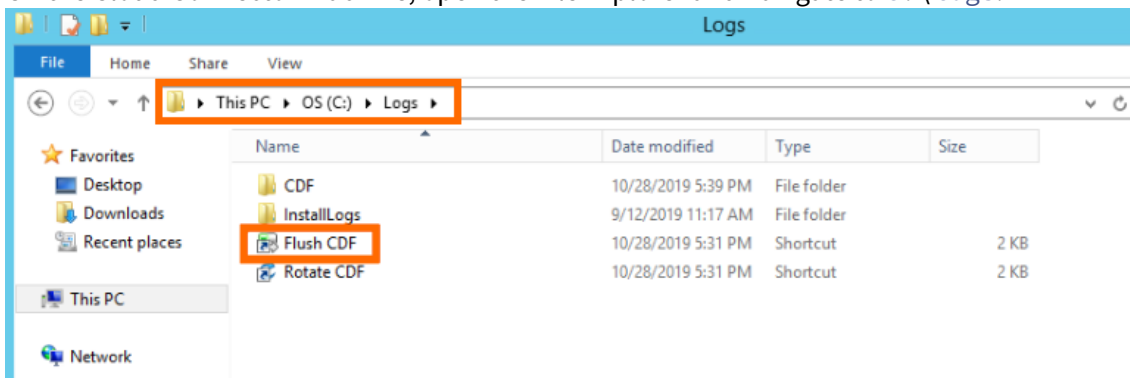 Logs
File Home Share View
This PC OS (C:) Logs
Name Date modified Type Size
Favorites
Desktop
Downloads
Recent places
This PC
Network
CDF 10/28/2019 5:39 PM File folder
InstallLogs 9/12/2019 11:17 AM File folder
Flush CDF 10/28/2019 5:31 PM Shortcut 2 KB
Rotate CDF 10/28/2019 5:31 PM Shortcut 2 KB